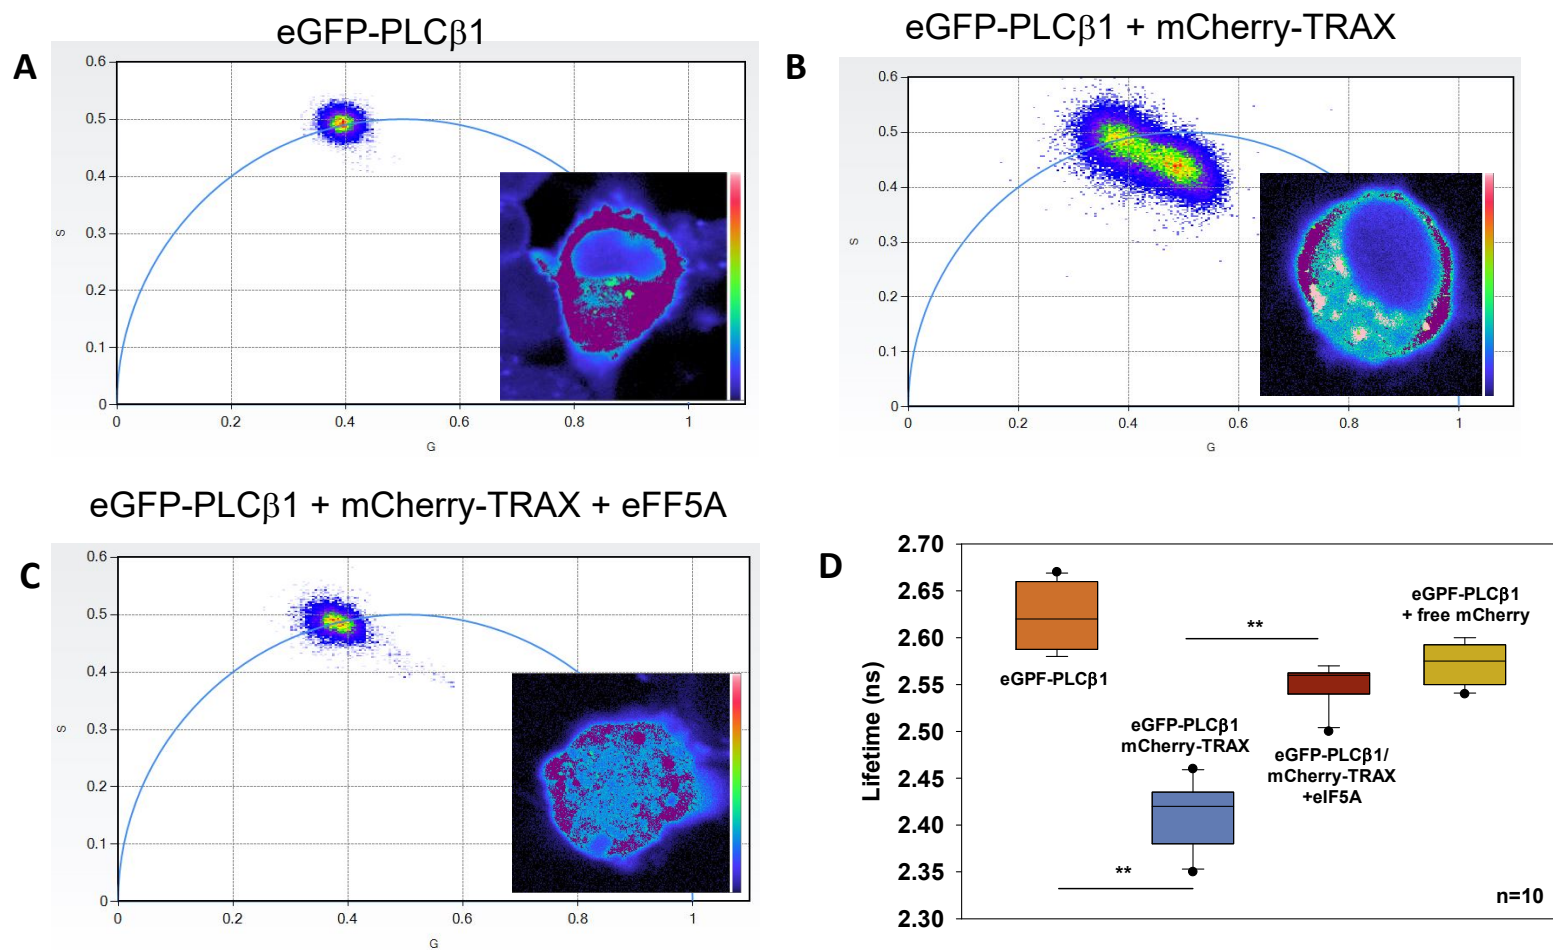 eGFP-PLCβ1
A
0.6
0.5
0.4
0.3
0.2
0.1
0
S
0
0.2
0.4
0.6
0.8
1
G
eGFP-PLCβ1 + mCherry-TRAX
B
0.6
0.5
0.4
0.3
0.2
0.1
0
S
0
0.2
0.4
0.6
0.8
1
G
eGFP-PLCβ1 + mCherry-TRAX + eFF5A
C
0.6
0.5
0.4
0.3
0.2
0.1
0
S
0
0.2
0.4
0.6
0.8
1
G
D
Lifetime (ns)
2.70
2.65
2.60
2.55
2.50
2.45
2.40
2.35
2.30
eGPF-PLCβ1
eGFP-PLCβ1
mCherry-TRAX
**
**
eGFP-PLCβ1/
mCherry-TRAX
+eIF5A
eGPF-PLCβ1
+ free mCherry
n=10